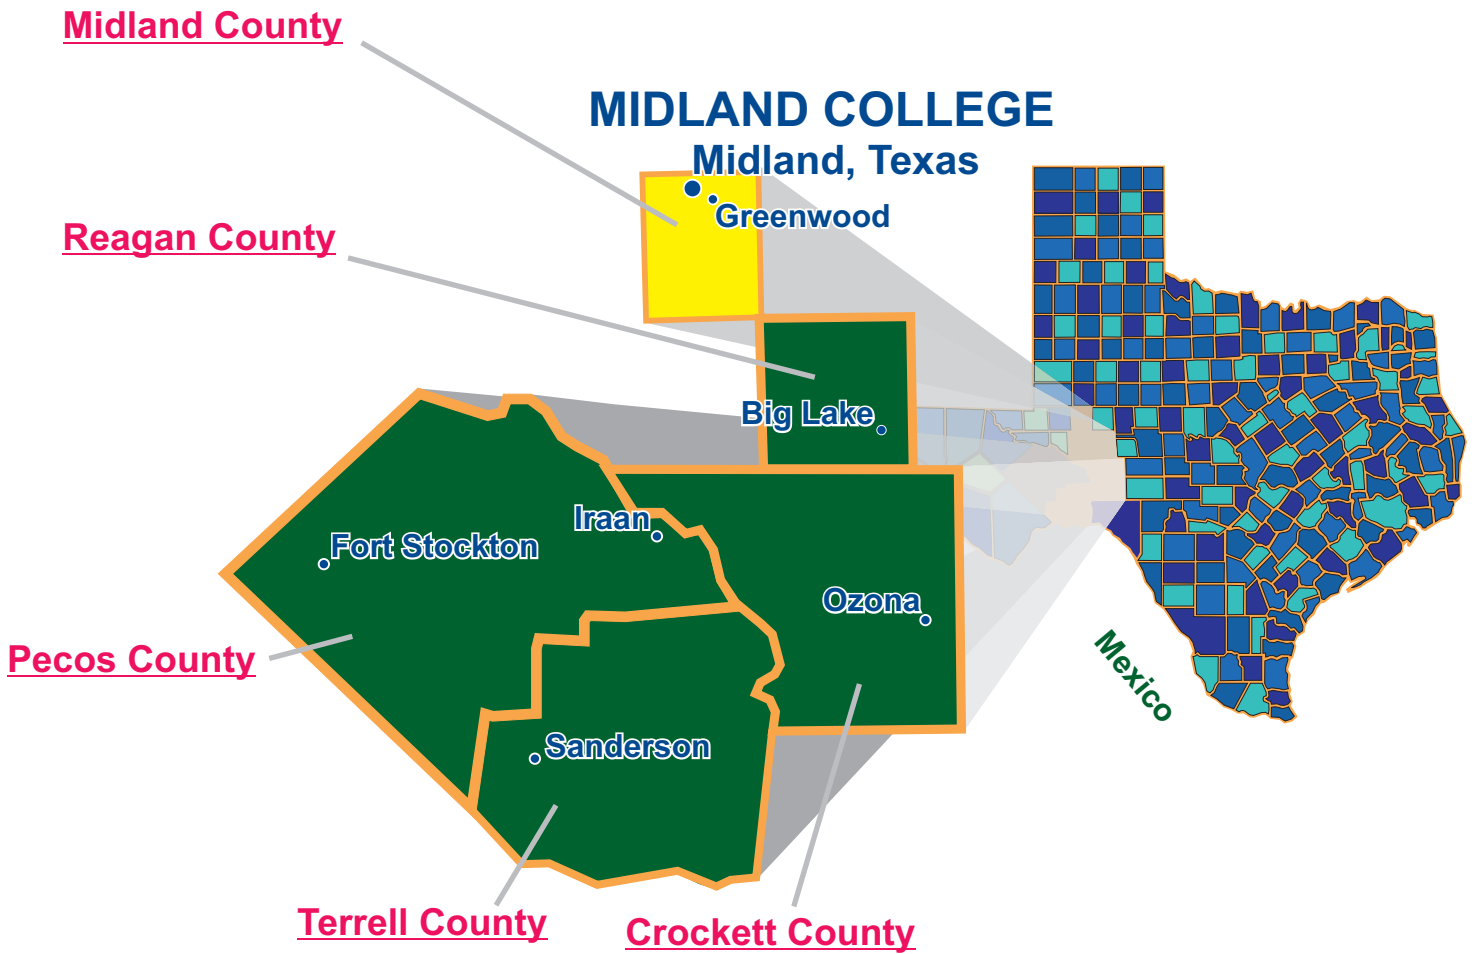 Midland County
MIDLAND COLLEGE
Midland, Texas
Greenwood
Reagan County
Big Lake
Iraan
Fort Stockton
Ozona
Pecos County
Mexico
Sanderson
Terrell County
Crockett County